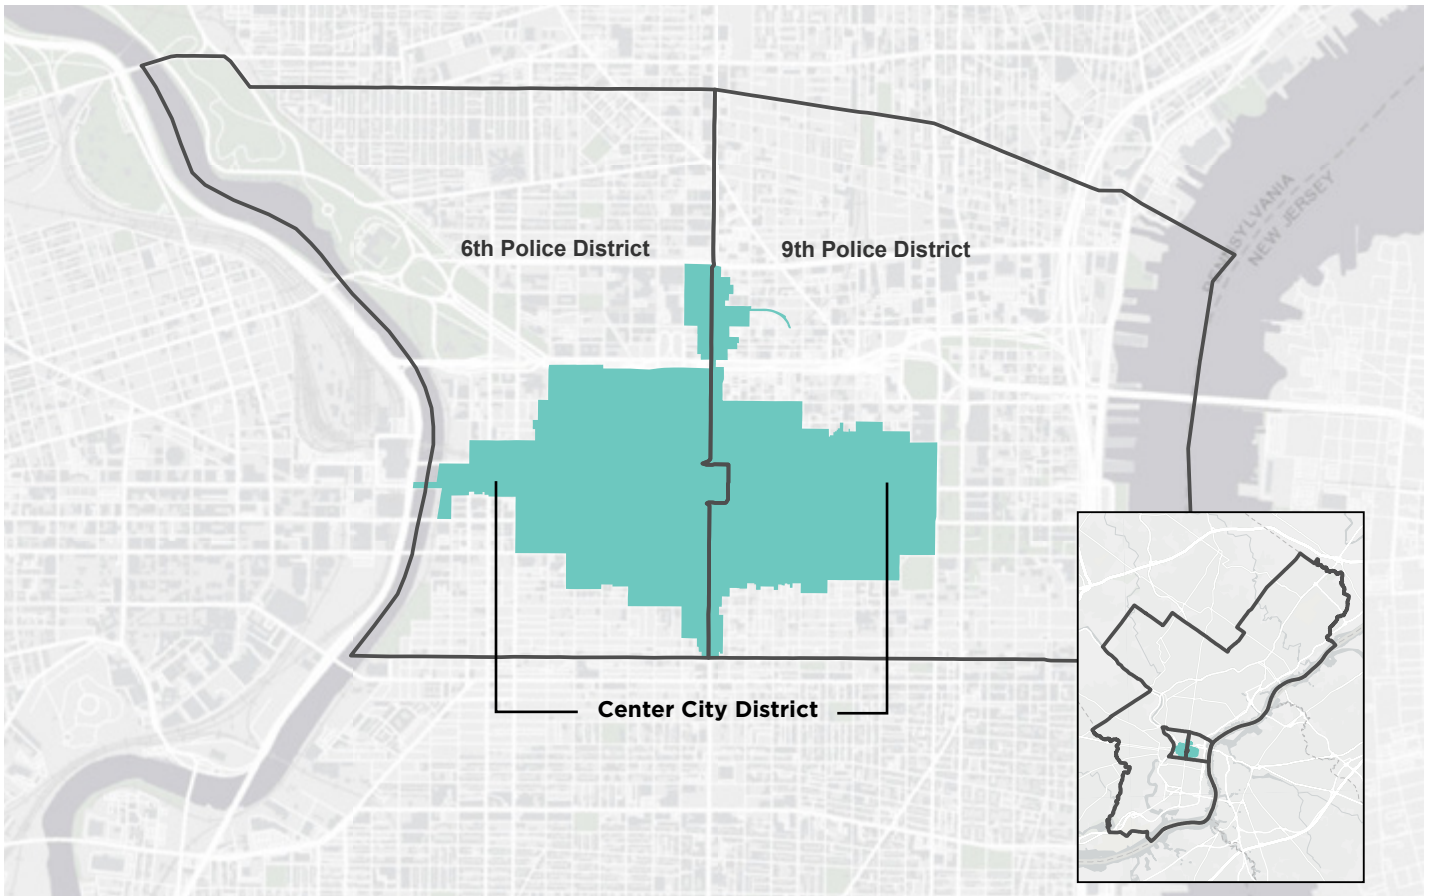 6th Police District
9th Police District
PENNSYLVANIA
NEW JERSEY
Center City District